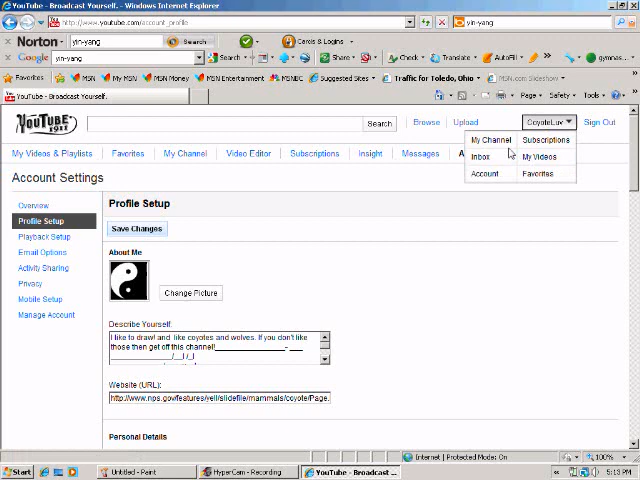 YouTube - Broadcast Yourself. - Windows Internet Explorer
http://www.youtube.com/account_profile
yin-yang
Norton yin-yang Search Cards & Logins
Google yin-yang Search Share Check Translate AutoFill gymnas
Favorites MSN My MSN MSN Money MSN Entertainment MSNBC Suggested Sites Traffic for Toledo, Ohio MSN.com Slideshow
YouTube - Broadcast Yourself. Page Safety Tools
YouTube 1911 Search Browse Upload CoyoteLuv Sign Out
My Channel Subscriptions
My Videos & Playlists Favorites My Channel Video Editor Subscriptions Insight Messages A
Inbox My Videos
Account Favorites
Account Settings
Overview
Profile Setup
Playback Setup
Email Options
Activity Sharing
Privacy
Mobile Setup
Manage Account
Profile Setup
Save Changes
About Me
Change Picture
Describe Yourself:
I like to draw! and like coyotes and wolves. If you don't like
those then get off this channel!
Website (URL):
http://www.nps.gov/features/yell/slidefile/mammals/coyote/Page.
Personal Details
Internet | Protected Mode: On 100%
Start Untitled - Paint HyperCam - Recording YouTube - Broadcast ... 5:13 PM